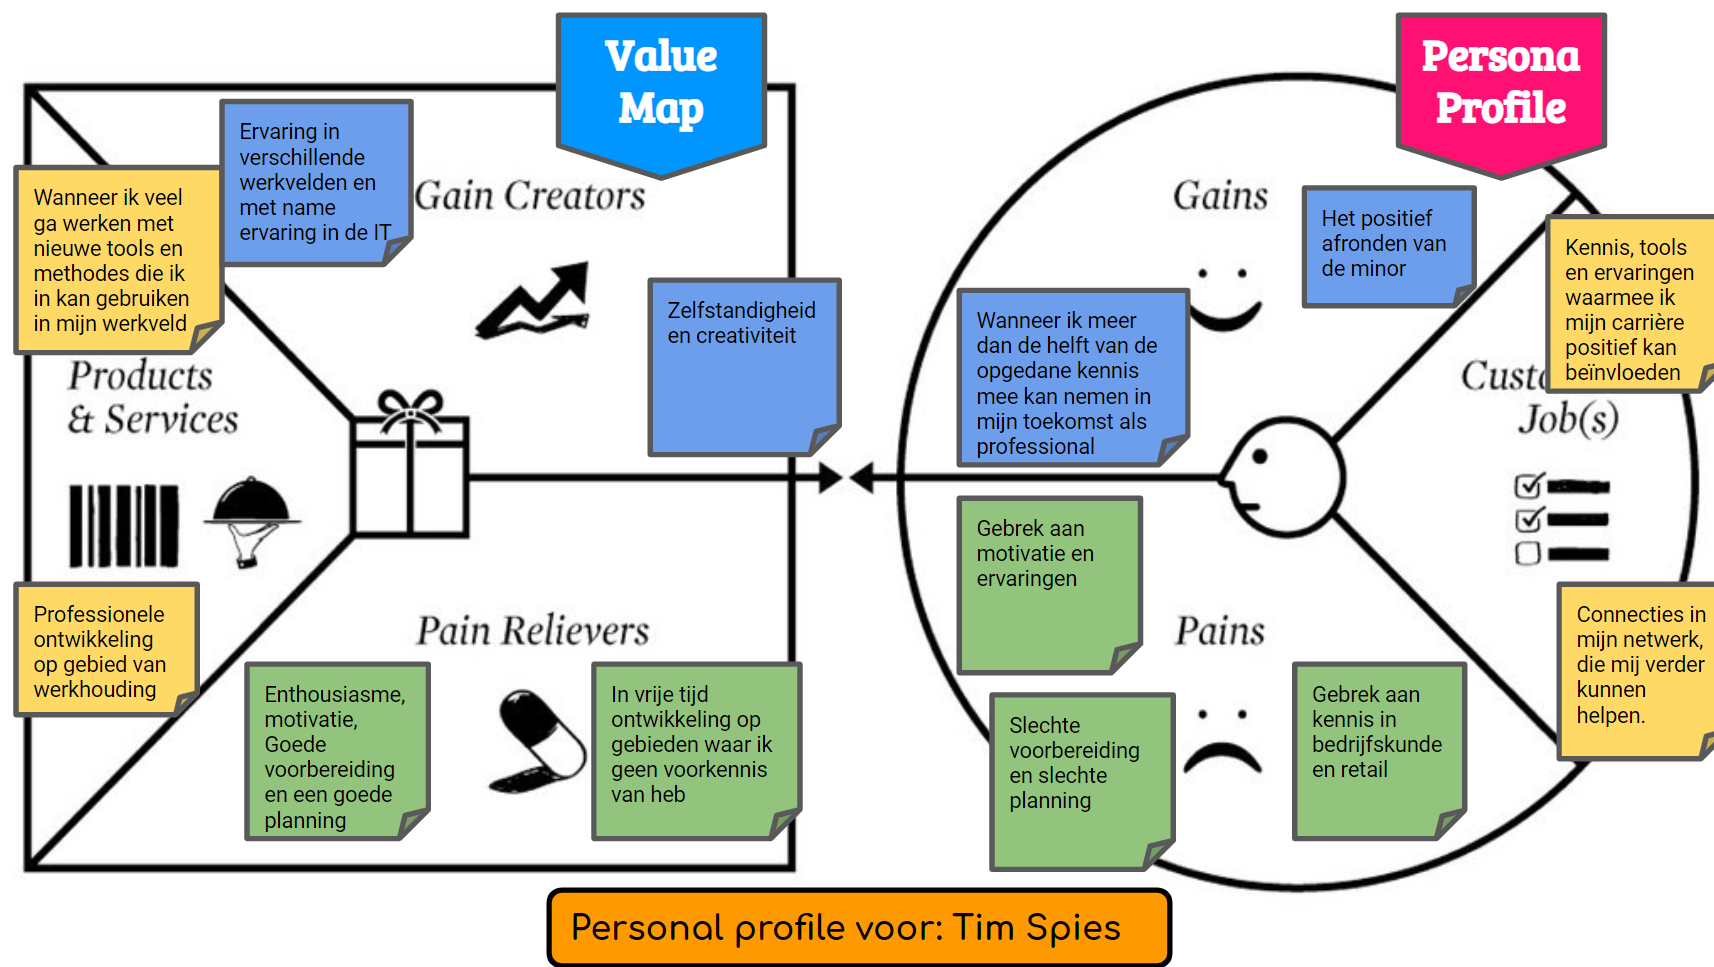 Value
Map
Persona
Profile
Ervaring in
verschillende
werkvelden en
met name
ervaring in de IT
Gain Creators
Wanneer ik veel
ga werken met
nieuwe tools en
methodes die ik
in kan gebruiken
in mijn werkveld
Zelfstandigheid
en creativiteit
Products
& Services
Professionele
ontwikkeling
op gebied van
werkhouding
Pain Relievers
Enthousiasme,
motivatie,
Goede
voorbereiding
en een goede
planning
In vrije tijd
ontwikkeling op
gebieden waar ik
geen voorkennis
van heb
Gains
Het positief
afronden van
de minor
Wanneer ik meer
dan de helft van de
opgedane kennis
mee kan nemen in
mijn toekomst als
professional
Kennis, tools
en ervaringen
waarmee ik
mijn carrière
positief kan
beïnvloeden
Custo
Job(s)
Gebrek aan
motivatie en
ervaringen
Pains
Slechte
voorbereiding
en slechte
planning
Gebrek aan
kennis in
bedrijfskunde
en retail
Connecties in
mijn netwerk,
die mij verder
kunnen
helpen.
Personal profile voor: Tim Spies